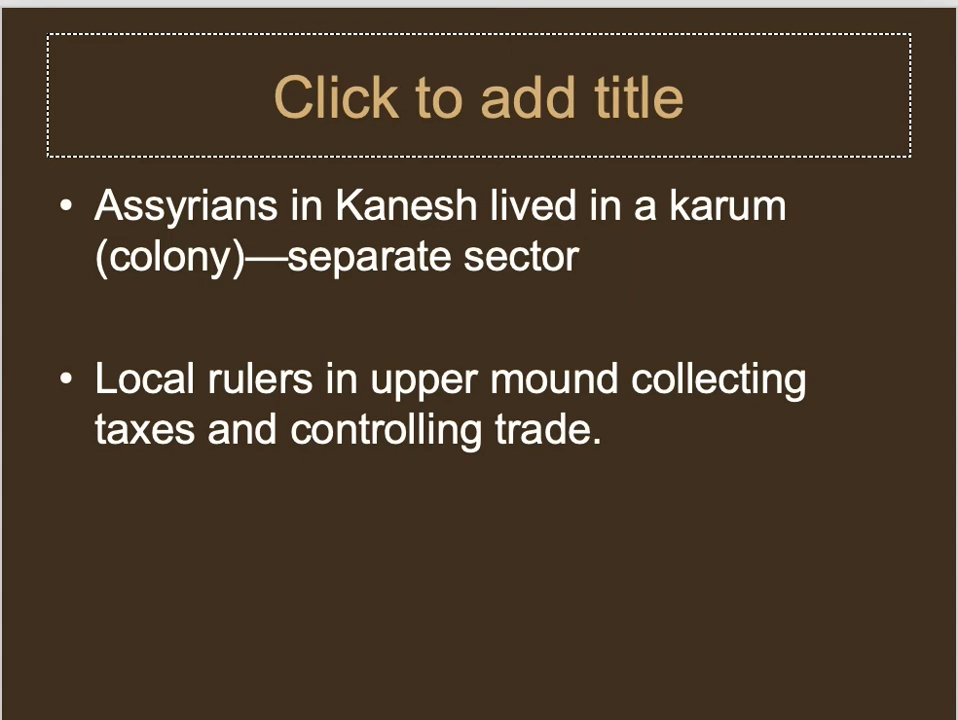 Click to add title
• Assyrians in Kanesh lived in a karum
(colony)—separate sector
• Local rulers in upper mound collecting
taxes and controlling trade.